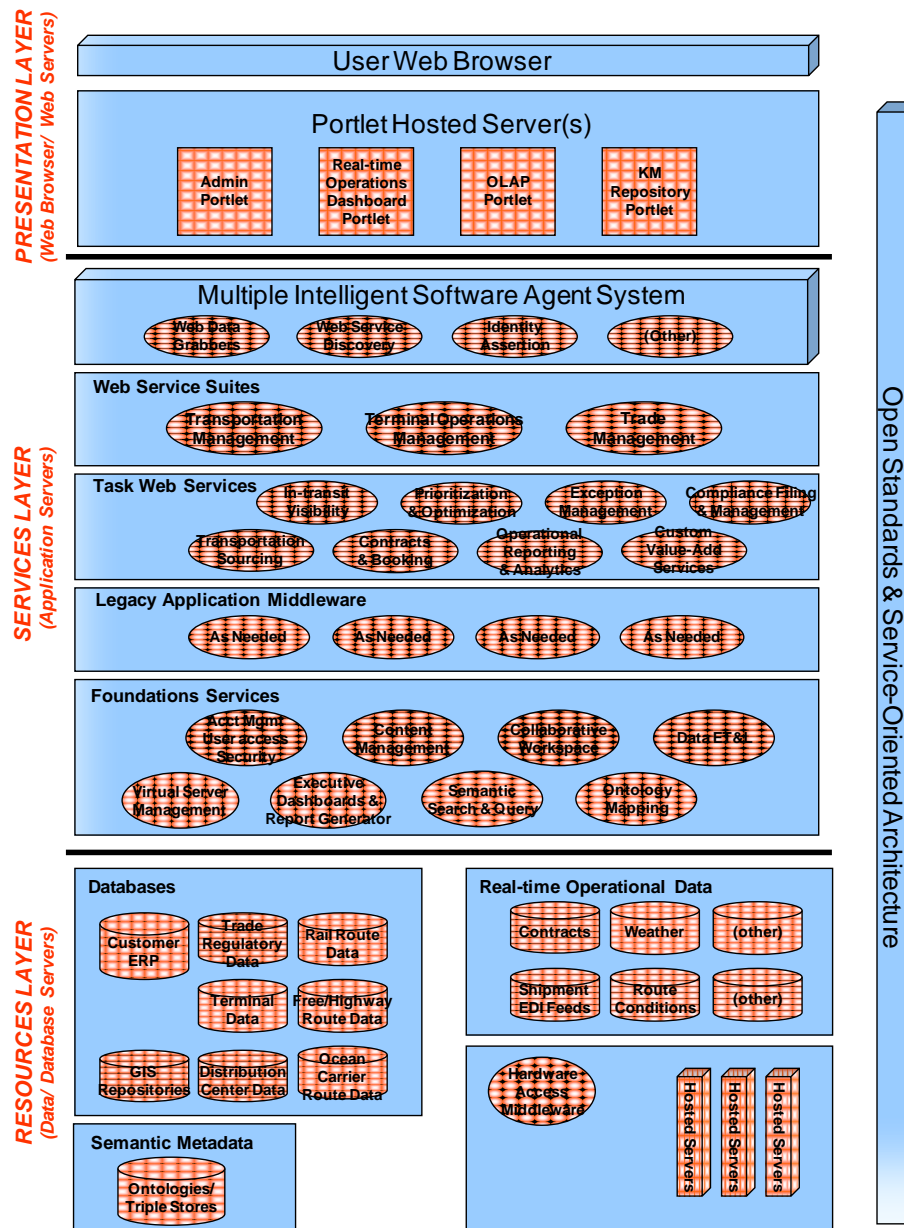 PRESENTATION LAYER
(Web Browser/ Web Servers)
User Web Browser
Portlet Hosted Server(s)
Admin
Portlet
Real-time
Operations
Dashboard
Portlet
OLAP
Portlet
KM
Repository
Portlet
SERVICES LAYER
(Application Servers)
Multiple Intelligent Software Agent System
Web Data
Grabbers
Web Service
Discovery
Identity
Assertion
(Other)
Web Service Suites
Transportation
Management
Terminal Operations
Management
Trade
Management
Task Web Services
In-transit
Visibility
Prioritization
& Optimization
Exception
Management
Compliance Filing
& Management
Transportation
Sourcing
Contracts
& Booking
Operational
Reporting
& Analytics
Custom
Value-Add
Services
Legacy Application Middleware
As Needed
As Needed
As Needed
As Needed
Foundations Services
Acct Mgmt
User access
Security
Content
Management
Collaborative
Workspace
Data ET&L
Virtual Server
Management
Executive
Dashboards &
Report Generator
Semantic
Search & Query
Ontology
Mapping
RESOURCES LAYER
(Data/ Database Servers)
Databases
Customer
ERP
Trade
Regulatory
Data
Rail Route
Data
Terminal
Data
Free/Highway
Route Data
GIS
Repositories
Distribution
Center Data
Ocean
Carrier
Route Data
Semantic Metadata
Ontologies/
Triple Stores
Real-time Operational Data
Contracts
Weather
(other)
Shipment
EDI Feeds
Route
Conditions
(other)
Hardware
Access
Middleware
Hosted Servers
Hosted Servers
Hosted Servers
Open Standards & Service-Oriented Architecture